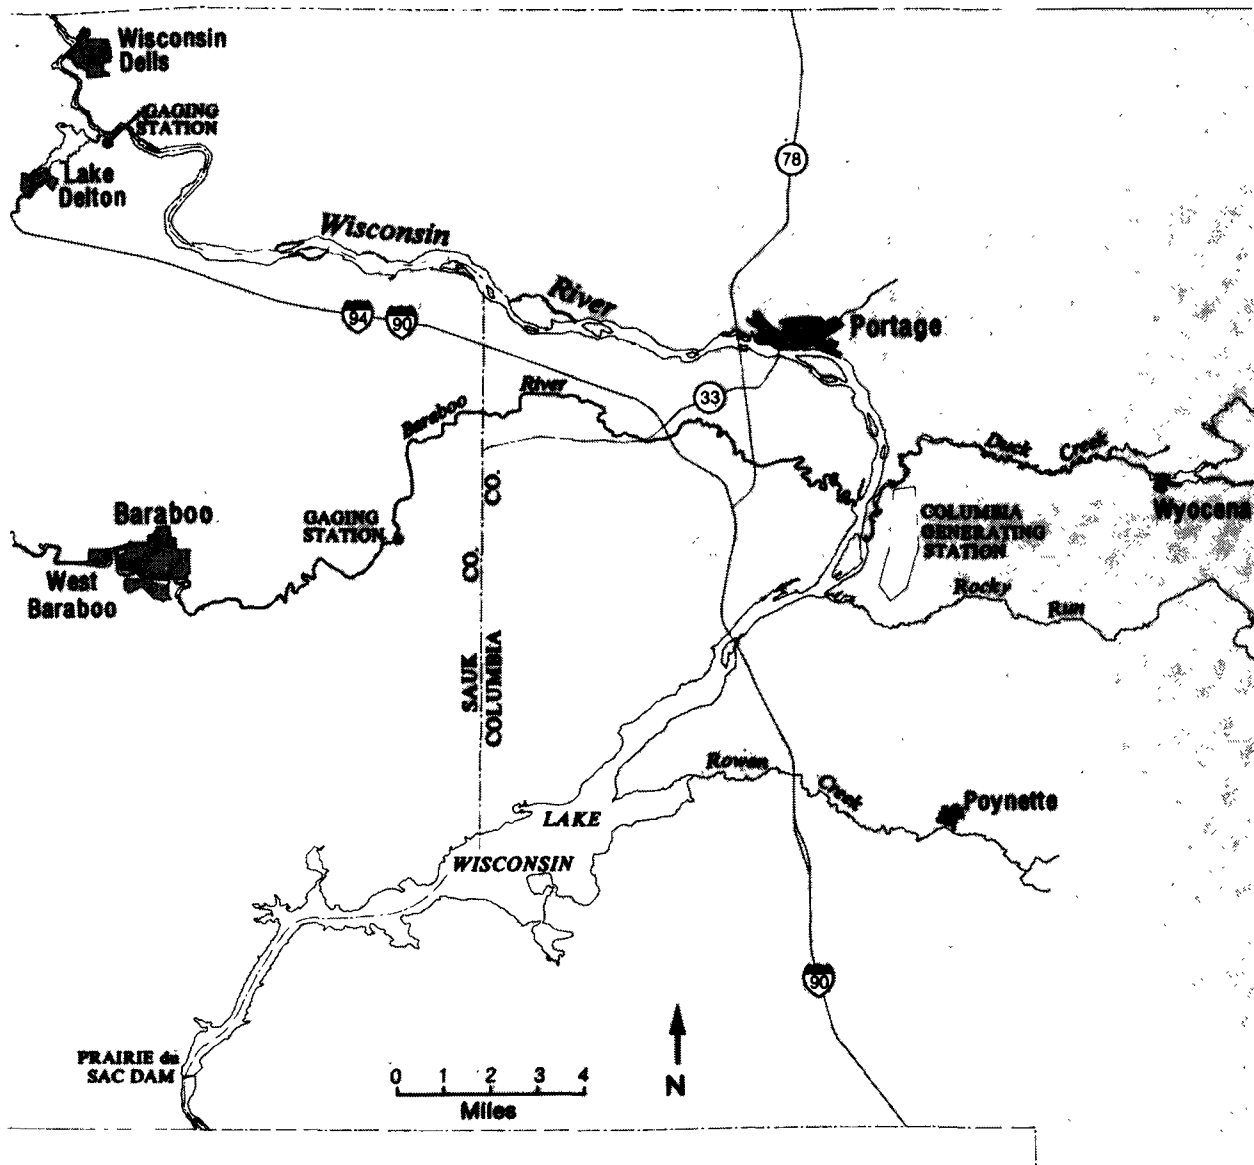 Wisconsin
Dells
GAGING
STATION
Lake
Delton
78
Wisconsin
River
94
90
Portage
33
River
Baraboo
Duck
Creek
Wyocena
Baraboo
GAGING
STATION
CO.
CO.
COLUMBIA
GENERATING
STATION
West
Baraboo
Rocky
Run
SAUK
COLUMBIA
Rowan
Creek
Poynette
LAKE
WISCONSIN
90
PRAIRIE du
SAC DAM
0 1 2 3 4
Miles
N